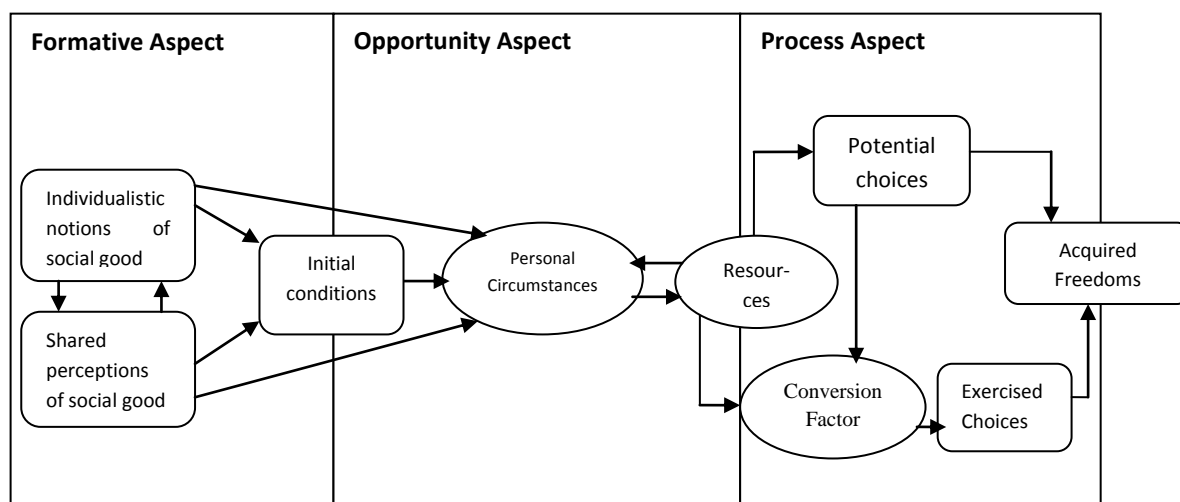 Formative Aspect
Opportunity Aspect
Process Aspect
Individualistic
notions of
social good
Shared
perceptions
of social good
Initial
conditions
Personal
Circumstances
Resour-
ces
Potential
choices
Conversion
Factor
Exercised
Choices
Acquired
Freedoms